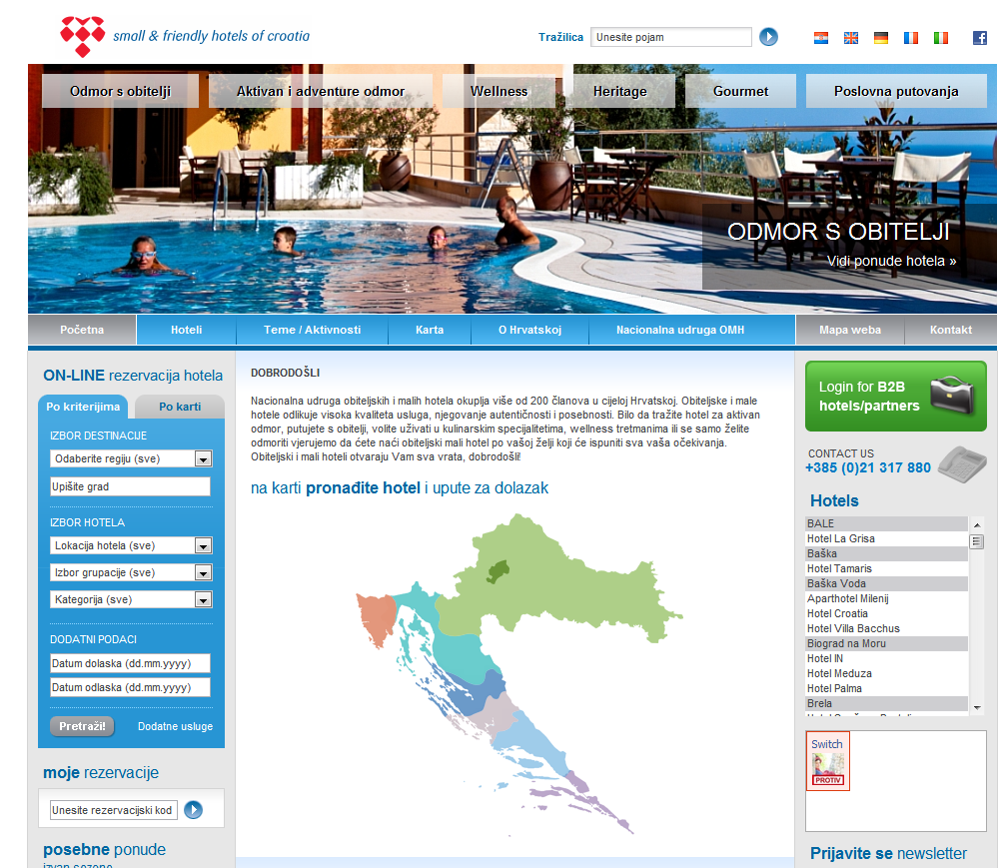 small & friendly hotels of croatia
Tražilica
Unesite pojam
Odmor s obitelji
Aktivan i adventure odmor
Wellness
Heritage
Gourmet
Poslovna putovanja
ODMOR S OBITELJI
Vidi ponude hotela »
Početna
Hoteli
Teme / Aktivnosti
Karta
O Hrvatskoj
Nacionalna udruga OMH
Mapa weba
Kontakt
ON-LINE rezervacija hotela
Po kriterijima
Po karti
IZBOR DESTINACIJE
Odaberite regiju (sve)
Upišite grad
IZBOR HOTELA
Lokacija hotela (sve)
Izbor grupacije (sve)
Kategorija (sve)
DODATNI PODACI
Datum dolaska (dd.mm.yyyy)
Datum odlaska (dd.mm.yyyy)
Pretraži!
Dodatne usluge
moje rezervacije
Unesite rezervacijski kod
posebne ponude
izvan sezone
DOBRODOŠLI
Nacionalna udruga obiteljskih i malih hotela okuplja više od 200 članova u cijeloj Hrvatskoj. Obiteljske i male
hotele odlikuje visoka kvaliteta usluga, njegovanje autentičnosti i posebnosti. Bilo da tražite hotel za aktivan
odmor, putujete s obitelji, volite uživati u kulinarskim specijalitetima, wellness tretmanima ili se samo želite
odmoriti vjerujemo da ćete naći obiteljski mali hotel po vašoj želji koji će ispuniti sva vaša očekivanja.
Obiteljski i mali hoteli otvaraju Vam sva vrata, dobrodošli!
na karti pronađite hotel i upute za dolazak
Login for B2B
hotels/partners
CONTACT US
+385 (0)21 317 880
Hotels
BALE
Hotel La Grisa
Baška
Hotel Tamaris
Baška Voda
Aparthotel Milenij
Hotel Croatia
Hotel Villa Bacchus
Biograd na Moru
Hotel IN
Hotel Meduza
Hotel Palma
Brela
Switch
PROTIV
Prijavite se newsletter